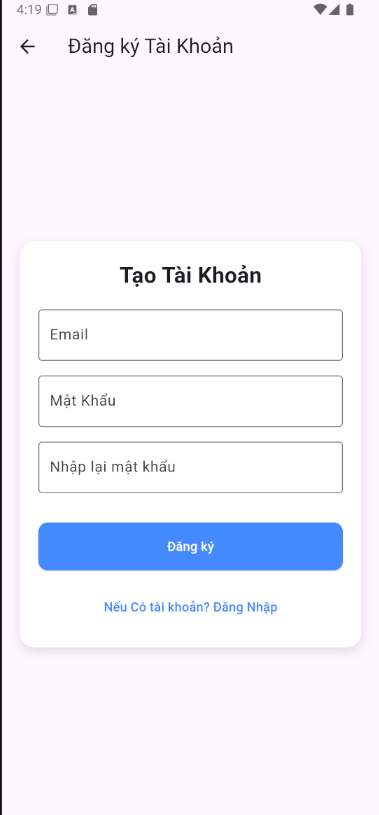 4:19
Đăng ký Tài Khoản
Tạo Tài Khoản
Email
Mật Khẩu
Nhập lại mật khẩu
Đăng ký
Nếu Có tài khoản? Đăng Nhập